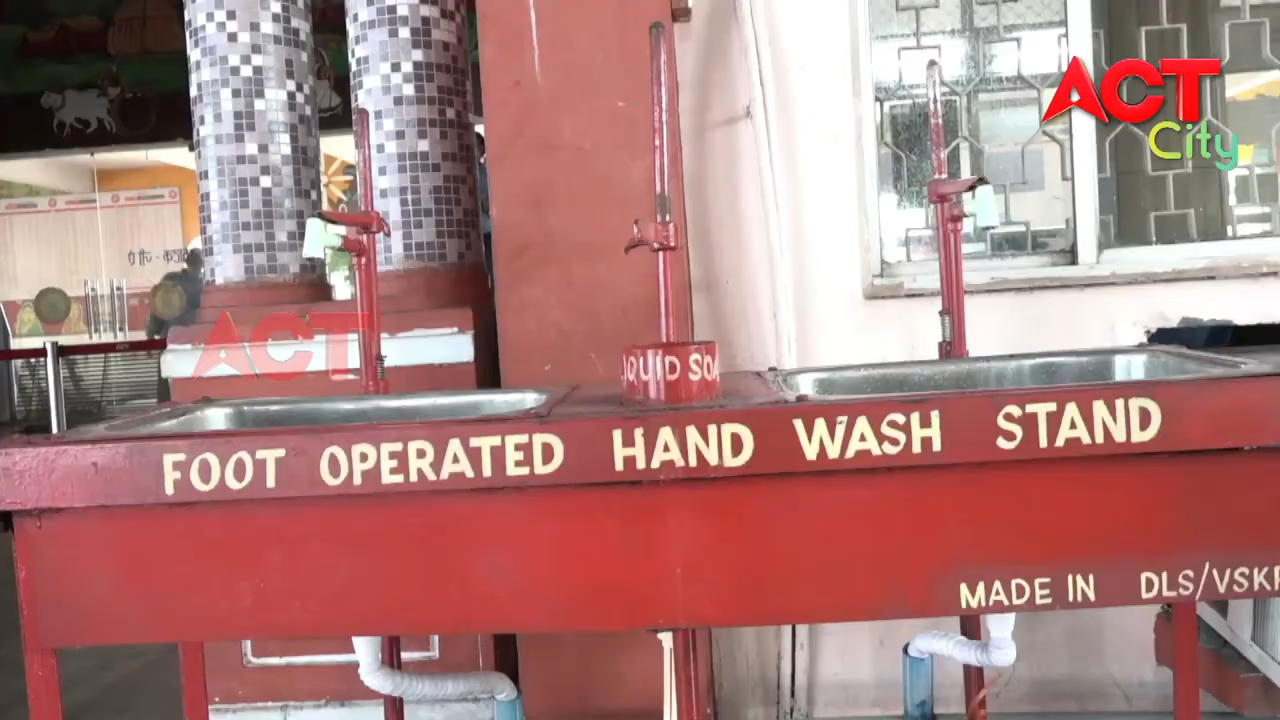 ACT
City
ACT
LIQUID SOA
FOOT OPERATED HAND WASH STAND
MADE IN DLS/VSKP